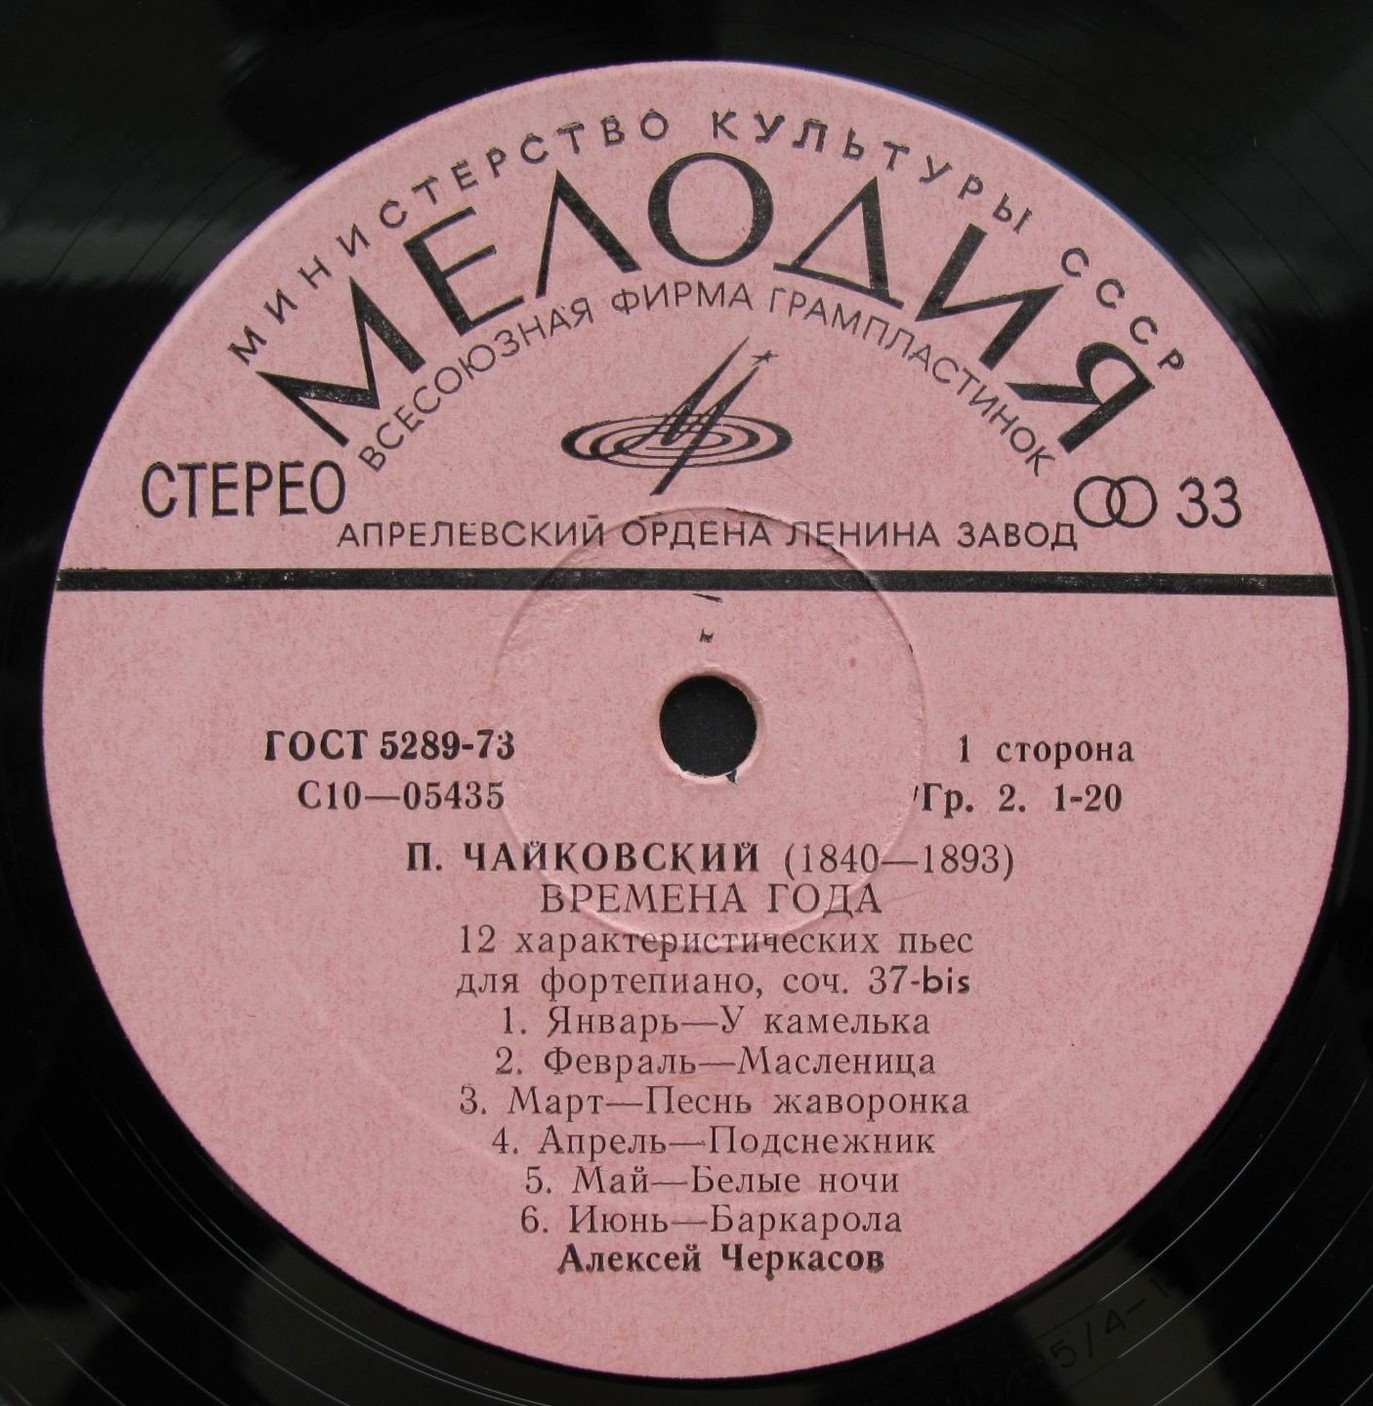 МИНИСТЕРСТВО КУЛЬТУРЫ СССР
МЕЛОДИЯ
ВСЕСОЮЗНАЯ ФИРМА ГРАМПЛАСТИНОК
СТЕРЕО
33
АПРЕЛЕВСКИЙ ОРДЕНА ЛЕНИНА ЗАВОД
ГОСТ 5289-73
1 сторона
С10—05435
Гр. 2. 1-20
П. ЧАЙКОВСКИЙ (1840—1893)
ВРЕМЕНА ГОДА
12 характеристических пьес
для фортепиано, соч. 37-bis
1. Январь—У камелька
2. Февраль—Масленица
3. Март—Песнь жаворонка
4. Апрель—Подснежник
5. Май—Белые ночи
6. Июнь—Баркарола
Алексей Черкасов